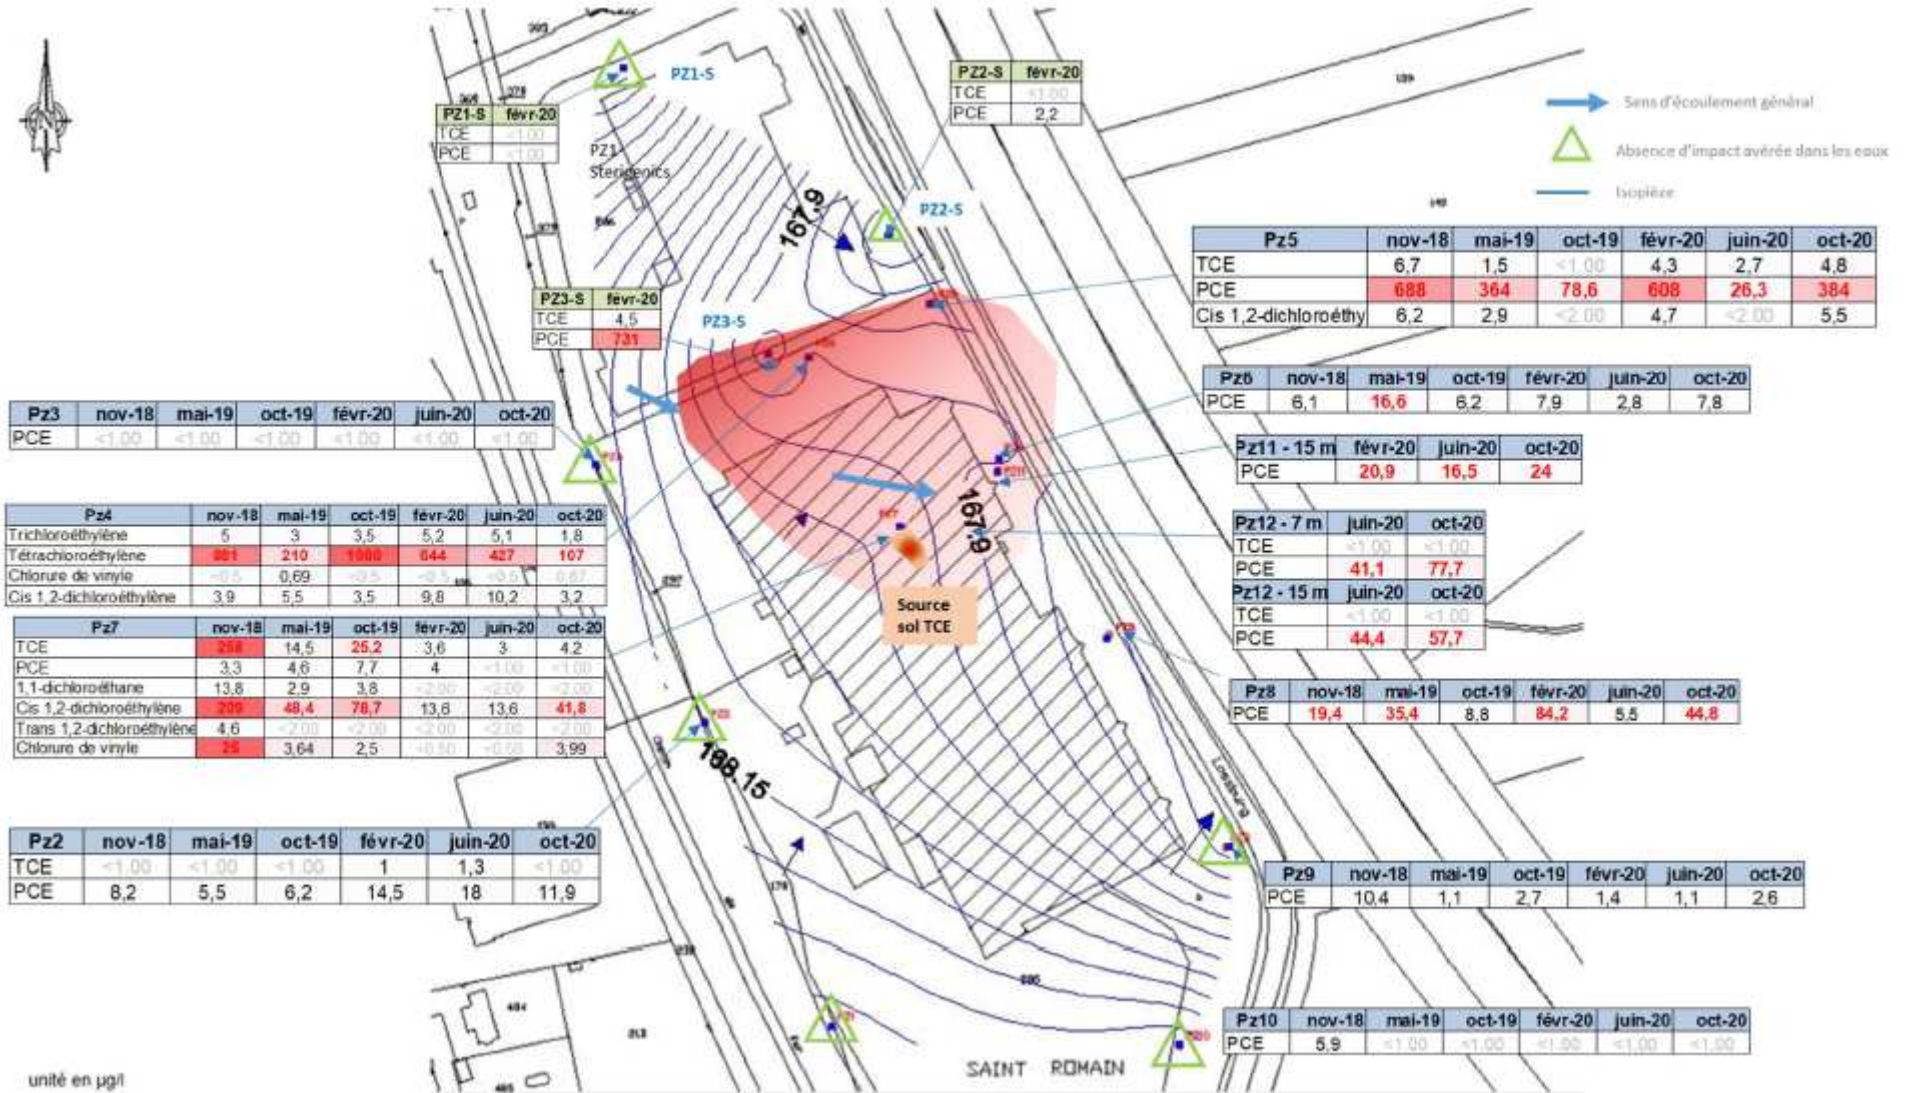 PZ1-S
PZ1-S févr-20
TCE <1.00
PCE <1.00
PZ1
Sterigenics
PZ2-S févr-20
TCE <1.00
PCE 2,2
PZ2-S
139
Sens d'écoulement général
Absence d'impact avérée dans les eaux
Isopièze
167,9
Pz5 nov-18 mai-19 oct-19 févr-20 juin-20 oct-20
TCE 6,7 1,5 <1.00 4,3 2,7 4,8
PCE 688 364 78,6 608 26,3 384
Cis 1,2-dichloroéthy 6,2 2,9 <2.00 4,7 <2.00 5,5
PZ3-S févr-20
TCE 4,5
PCE 731
PZ3-S
Pz6 nov-18 mai-19 oct-19 févr-20 juin-20 oct-20
PCE 6,1 16,6 6,2 7,9 2,8 7,8
Pz3 nov-18 mai-19 oct-19 févr-20 juin-20 oct-20
PCE <1.00 <1.00 <1.00 <1.00 <1.00 <1.00
Pz11 - 15 m févr-20 juin-20 oct-20
PCE 20,9 16,5 24
Pz4 nov-18 mai-19 oct-19 févr-20 juin-20 oct-20
Trichloroéthylène 5 3 3,5 5,2 5,1 1,8
Tétrachloroéthylène 210 644 427 107
Chlorure de vinyle <0.5 0,69 <0.5 <0.5 <0.5 0,67
Cis 1,2-dichloroéthylène 3,9 5,5 3,5 9,8 10,2 3,2
167.9
Pz12 - 7 m juin-20 oct-20
TCE <1.00 <1.00
PCE 41,1 77,7
Pz12 - 15 m juin-20 oct-20
TCE <1.00 <1.00
PCE 44,4 57,7
Source
sol TCE
Pz7 nov-18 mai-19 oct-19 févr-20 juin-20 oct-20
TCE 258 14,5 25,2 3,6 3 4,2
PCE 3,3 4,6 7,7 4 <1.00 <1.00
1,1-dichloroéthane 13,8 2,9 3,8 <2.00 <2.00 <2.00
Cis 1,2-dichloroéthylène 209 48,4 78,7 13,6 13,6 41,8
Trans 1,2-dichloroéthylène 4,6 <2.00 <2.00 <2.00 <2.00 <2.00
Chlorure de vinyle 26 3,64 2,5 <0.50 <0.50 3,99
Pz8 nov-18 mai-19 oct-19 févr-20 juin-20 oct-20
PCE 19,4 35,4 8,8 84,2 5,5 44,8
168.15
Pz2 nov-18 mai-19 oct-19 févr-20 juin-20 oct-20
TCE <1.00 <1.00 <1.00 1 1,3 <1.00
PCE 8,2 5,5 6,2 14,5 18 11,9
Pz9 nov-18 mai-19 oct-19 févr-20 juin-20 oct-20
PCE 10,4 1,1 2,7 1,4 1,1 2,6
Pz10 nov-18 mai-19 oct-19 févr-20 juin-20 oct-20
PCE 5,9 <1.00 <1.00 <1.00 <1.00 <1.00
SAINT ROMAIN
unité en µg/l